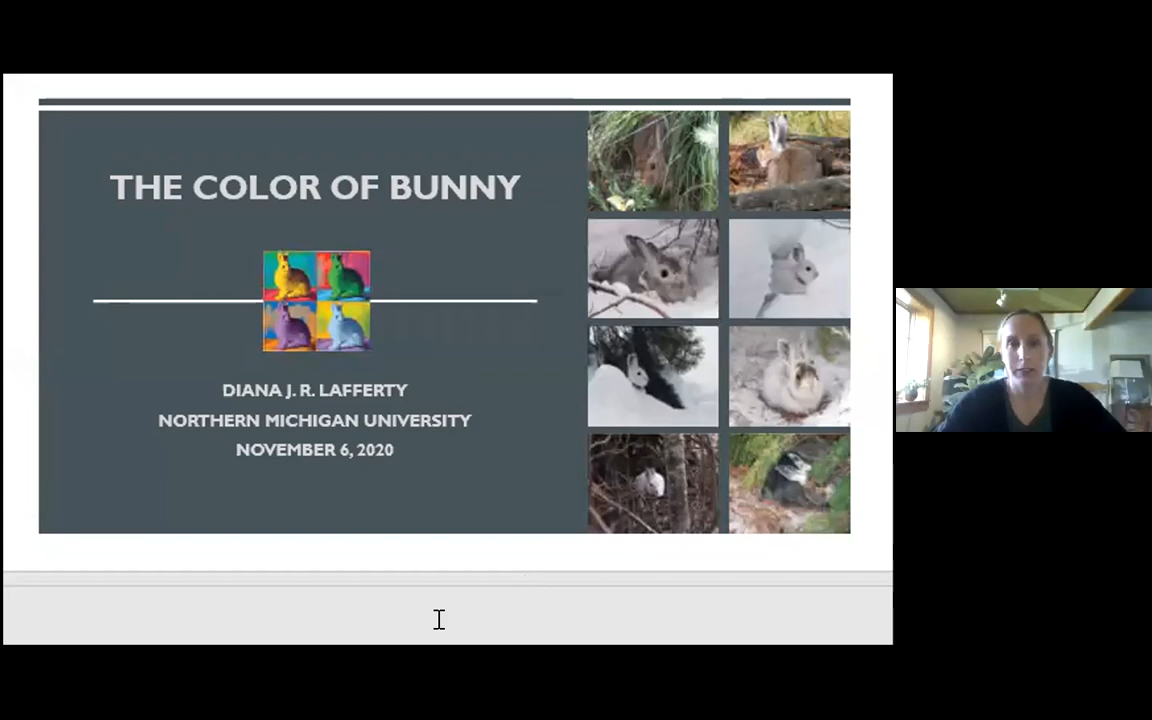 THE COLOR OF BUNNY
DIANA J. R. LAFFERTY
NORTHERN MICHIGAN UNIVERSITY
NOVEMBER 6, 2020